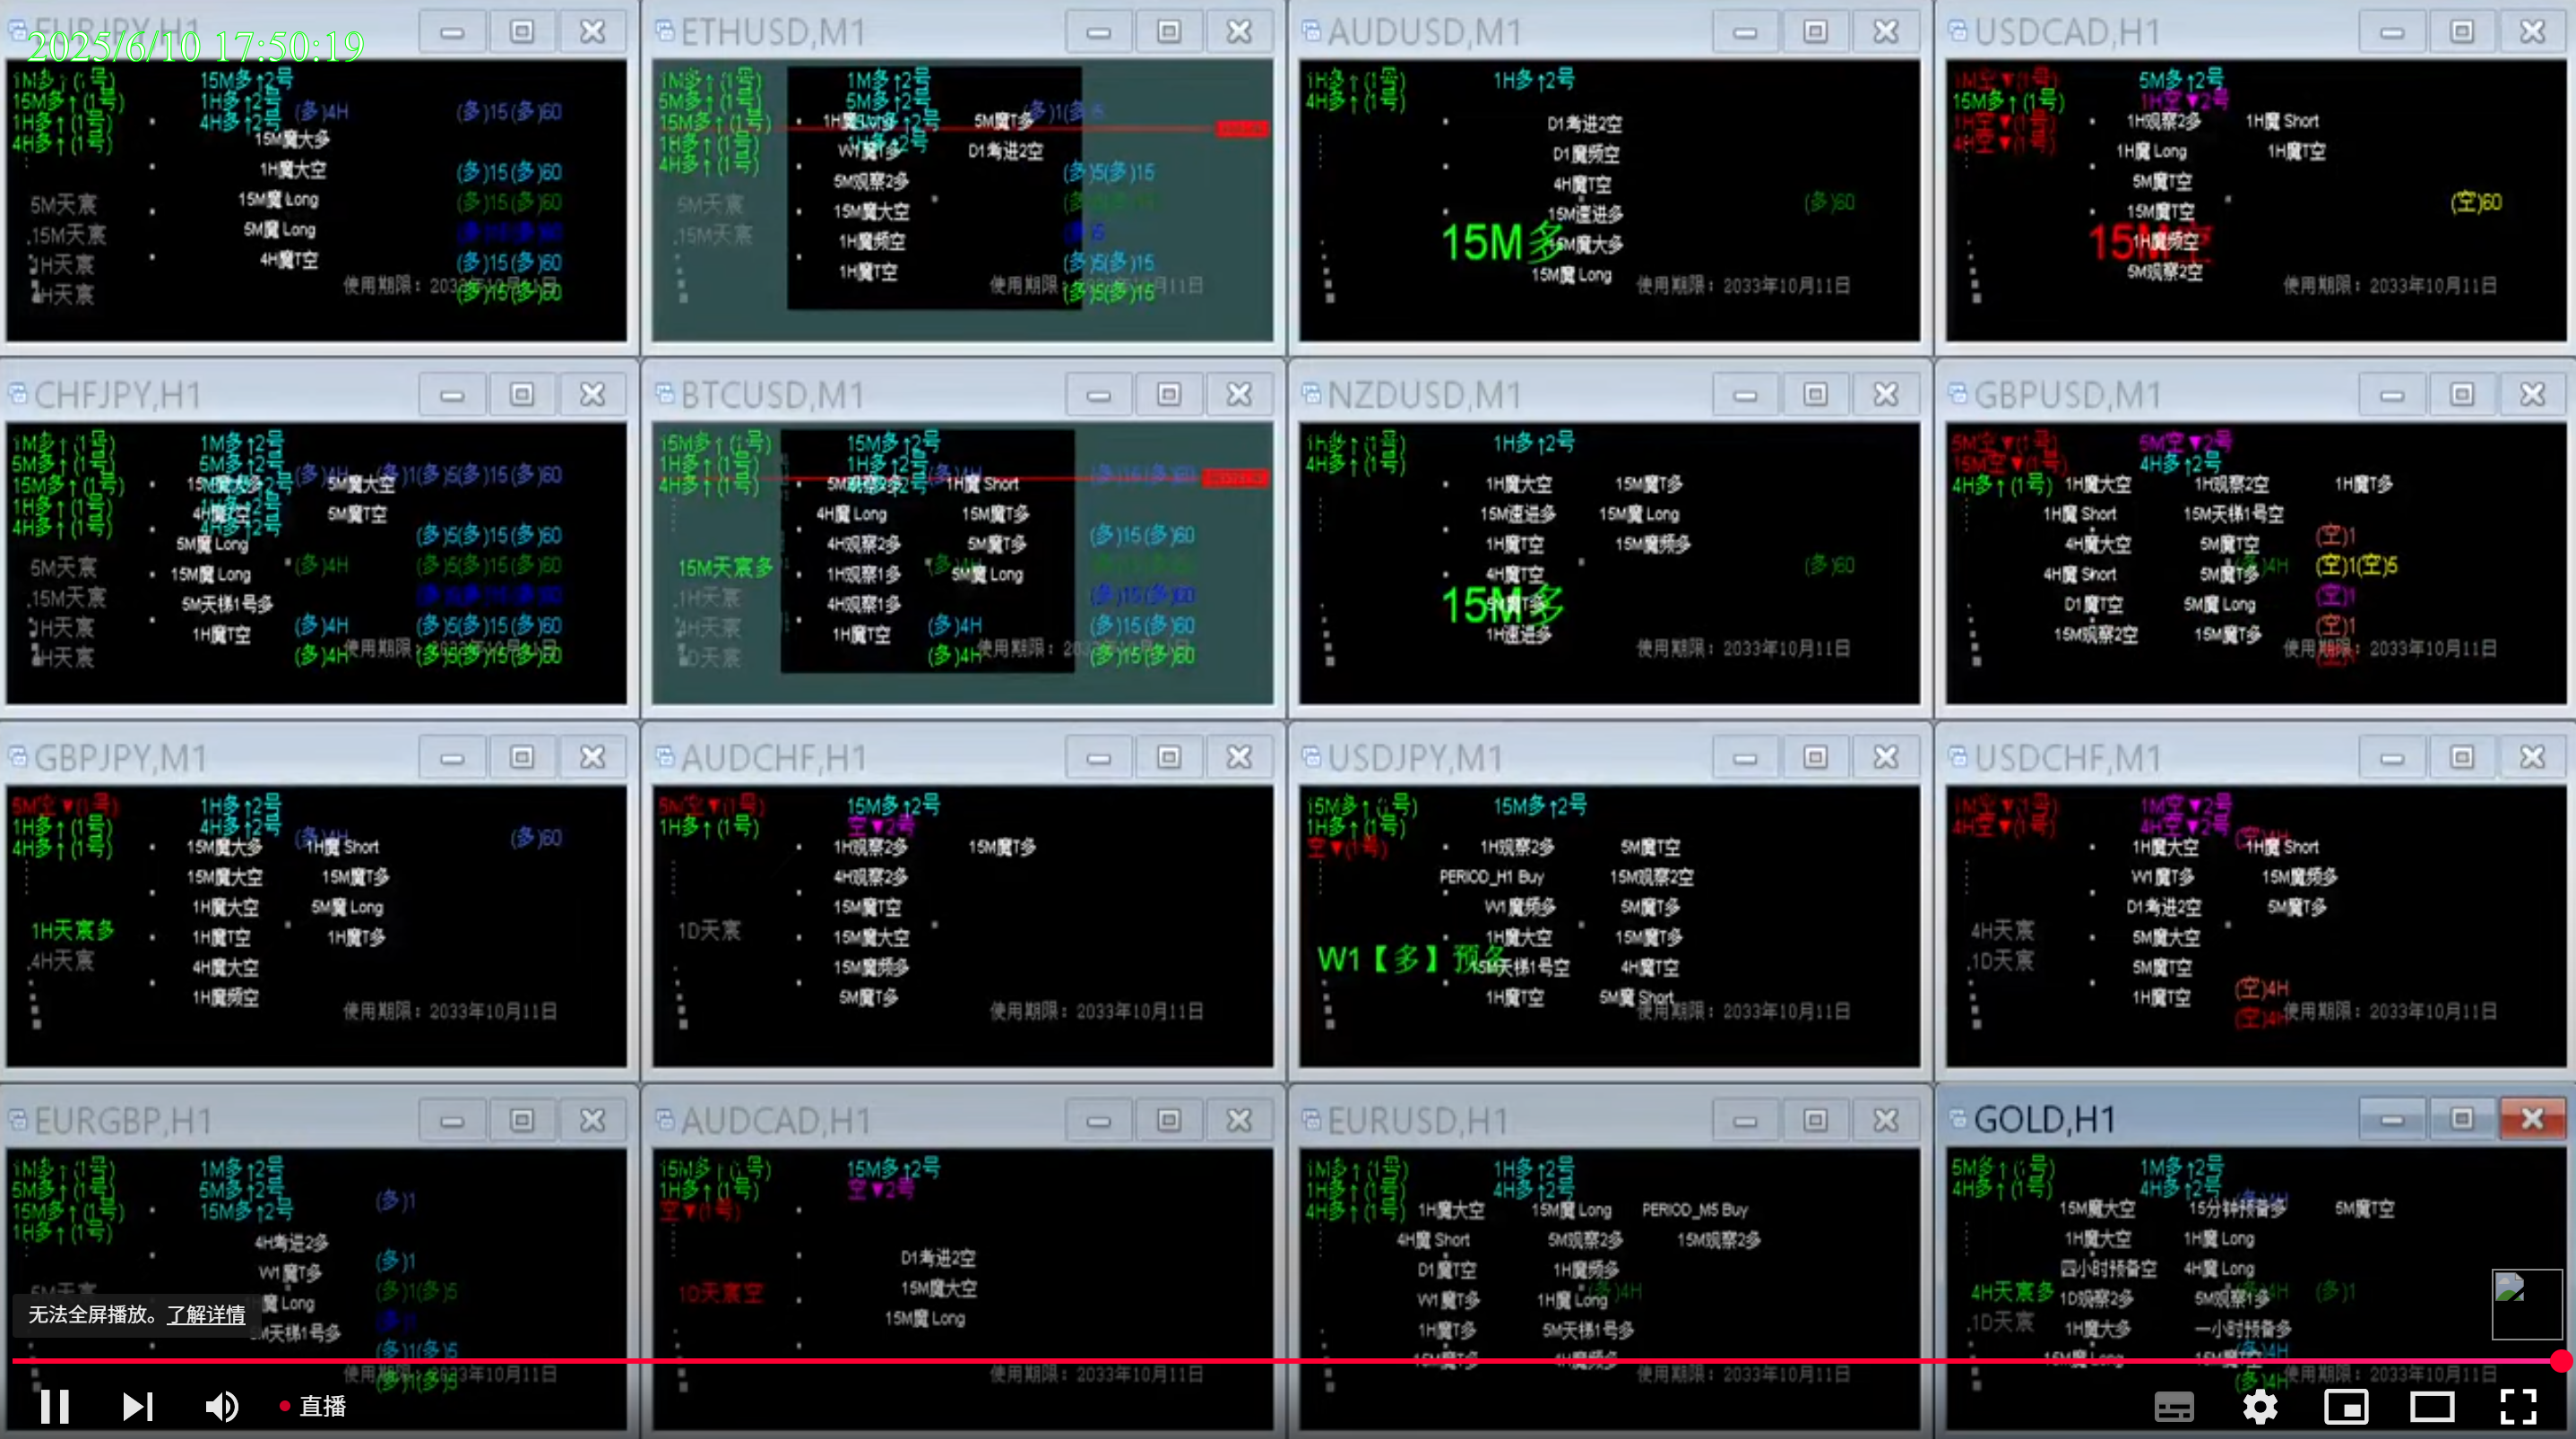 EURJPY,H1
2025/6/10 17:50:19
1M多↑(1号)
15M多↑(1号)
1H多↑(1号)
4H多↑(1号)
15M多↑2号
1H多↑2号
4H多↑2号
(多)4H
(多)15(多)60
15M魔大多
1H魔大空
(多)15(多)60
15M魔 Long
(多)15(多)60
5M天宸
5M魔 Long
(多)15(多)60
15M天宸
4H魔T空
(多)15(多)60
1H天宸
(多)15(多)60
4H天宸
ETHUSD,M1
1M多↑(1号)
5M多↑(1号)
15M多↑(1号)
1H多↑(1号)
4H多↑(1号)
1M多↑2号
5M多↑2号
5M魔T多
W1魔T多
D1考进2空
5M观察2多
(多)5(多)15
15M魔大空
5M天宸
1H魔频空
15M天宸
1H魔T空
(多)5(多)15
(多)5(多)15
AUDUSD,M1
1H多↑(1号)
4H多↑(1号)
1H多↑2号
D1考进2空
D1魔频空
4H魔T空
15M速进多
(多)60
15M多
15M魔大多
15M魔 Long
使用期限：2033年10月11日
USDCAD,H1
1M空▼(1号)
15M多↑(1号)
1H空▼(1号)
4H空▼(1号)
5M多↑2号
1H空▼2号
1H观察2多
1H魔 Short
1H魔 Long
1H魔T空
5M魔T空
15M魔T空
(空)60
15M空
1H魔频空
5M观察2空
使用期限：2033年10月11日
CHFJPY,H1
1M多↑(1号)
5M多↑(1号)
15M多↑(1号)
1H多↑(1号)
4H多↑(1号)
1M多↑2号
5M多↑2号
(多)4H
(多)1(多)5(多)15(多)60
15M魔大多
5M魔大空
4H魔T空
5M魔T空
5M魔 Long
(多)5(多)15(多)60
5M天宸
15M魔 Long
(多)4H
(多)5(多)15(多)60
15M天宸
5M天梯1号多
1H天宸
1H魔T空
(多)4H
(多)5(多)15(多)60
4H天宸
(多)4H
(多)5(多)15(多)60
BTCUSD,M1
15M多↑(1号)
1H多↑(1号)
4H多↑(1号)
15M多↑2号
1H多↑2号
(多)4H
(多)15(多)60
5M观察2多
1H魔 Short
4H魔 Long
15M魔T多
4H观察2多
5M魔T多
(多)15(多)60
15M天宸多
1H观察1多
5M魔 Long
1H天宸
4H观察1多
(多)15(多)60
4H天宸
1H魔T空
(多)4H
(多)15(多)60
1D天宸
(多)4H
(多)15(多)60
NZDUSD,M1
1H多↑(1号)
4H多↑(1号)
1H多↑2号
1H魔大空
15M魔T多
15M速进多
15M魔 Long
1H魔T空
15M魔频多
4H魔T空
(多)60
15M多
5M魔T多
1H速进多
使用期限：2033年10月11日
GBPUSD,M1
5M空▼(1号)
15M空▼(1号)
4H多↑(1号)
5M空▼2号
4H多↑2号
1H魔大空
1H观察2空
1H魔T多
1H魔 Short
15M天梯1号空
4H魔大空
5M魔T空
(空)1
4H魔 Short
5M魔T多
(多)4H
(空)1(空)5
D1魔T空
5M魔 Long
(空)1
15M观察2空
15M魔T多
(空)1
使用期限：2033年10月11日
GBPJPY,M1
5M空▼(1号)
1H多↑(1号)
4H多↑(1号)
1H多↑2号
4H多↑2号
(多)4H
(多)60
15M魔大多
1H魔 Short
15M魔大空
15M魔T多
1H魔大空
5M魔 Long
1H天宸多
1H魔T空
1H魔T多
4H天宸
4H魔大空
1H魔频空
使用期限：2033年10月11日
AUDCHF,H1
5M空▼(1号)
1H多↑(1号)
15M多↑2号
空▼2号
1H观察2多
15M魔T多
4H观察2多
15M魔T空
1D天宸
15M魔大空
15M魔频多
5M魔T多
使用期限：2033年10月11日
USDJPY,M1
15M多↑(1号)
1H多↑(1号)
空▼(1号)
15M多↑2号
1H观察2多
5M魔T空
PERIOD_H1 Buy
15M观察2空
W1魔频多
5M魔T多
1H魔大空
15M魔T多
W1【多】预多
15M天梯1号空
4H魔T空
1H魔T空
5M魔 Short
使用期限：2033年10月11日
USDCHF,M1
1M空▼(1号)
4H空▼(1号)
1M空▼2号
4H空▼2号
(空)4H
1H魔大空
1H魔 Short
W1魔T多
15M魔频多
D1考进2空
5M魔T多
4H天宸
5M魔大空
1D天宸
5M魔T空
1H魔T空
(空)4H
(空)4H
使用期限：2033年10月11日
EURGBP,H1
1M多↑(1号)
5M多↑(1号)
15M多↑(1号)
1H多↑(1号)
1M多↑2号
5M多↑2号
15M多↑2号
(多)1
4H考进2多
W1魔T多
(多)1
5M天宸
(多)1(多)5
魔 Long
M天梯1号多
(多)1(多)5
(多)1(多)5
使用期限：2033年10月11日
AUDCAD,H1
15M多↑(1号)
1H多↑(1号)
空▼(1号)
15M多↑2号
空▼2号
D1考进2空
1D天宸空
15M魔大空
15M魔 Long
使用期限：2033年10月11日
EURUSD,H1
1M多↑(1号)
1H多↑(1号)
4H多↑(1号)
1H多↑2号
4H多↑2号
1H魔大空
15M魔 Long
PERIOD_M5 Buy
4H魔 Short
5M观察2多
15M观察2多
D1魔T空
1H魔频多
W1魔T多
1H魔 Long
(多)4H
1H魔T多
5M天梯1号多
15M魔T多
4H魔频多
使用期限：2033年10月11日
GOLD,H1
5M多↑(1号)
4H多↑(1号)
1M多↑2号
4H多↑2号
15M魔大空
15分钟预备多
5M魔T空
1H魔大空
1H魔 Long
四小时预备空
4H魔 Long
4H天宸多
1D观察2多
5M观察1多
(多)1
1D天宸
1H魔大多
一小时预备多
15M魔 Long
(多)4H
使用期限：2033年10月11日
无法全屏播放。了解详情
直播